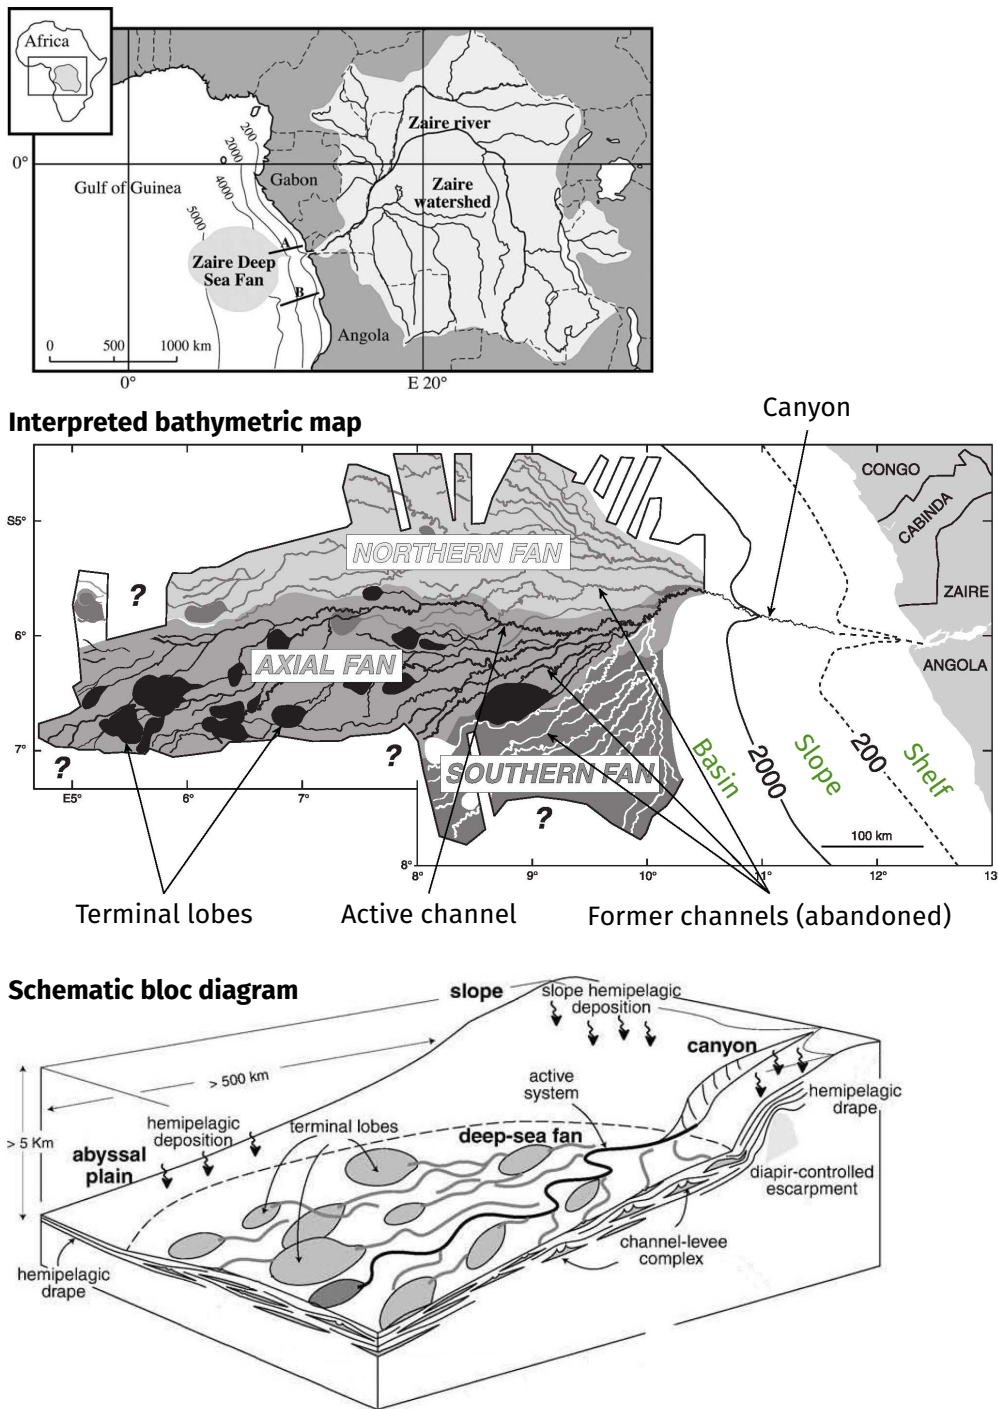 Africa
200
2000
4000
5000
0°
Gulf of Guinea
Gabon
Zaire river
Zaire
watershed
A
B
Zaire Deep
Sea Fan
Angola
0 500 1000 km
0° E 20°
Interpreted bathymetric map
Canyon
CONGO
CABINDA
ZAIRE
ANGOLA
S5°
6°
7°
8°
NORTHERN FAN
AXIAL FAN
SOUTHERN FAN
?
?
?
?
Basin
2000
Slope
200
Shelf
100 km
E5° 6° 7°
8° 9° 10° 11° 12° 13
Terminal lobes
Active channel
Former channels (abandoned)
Schematic bloc diagram
slope
slope hemipelagic
deposition
canyon
> 500 km
active
system
hemipelagic
drape
> 5 Km
hemipelagic
deposition
terminal lobes
deep-sea fan
abyssal
plain
diapir-controlled
escarpment
channel-levee
complex
hemipelagic
drape